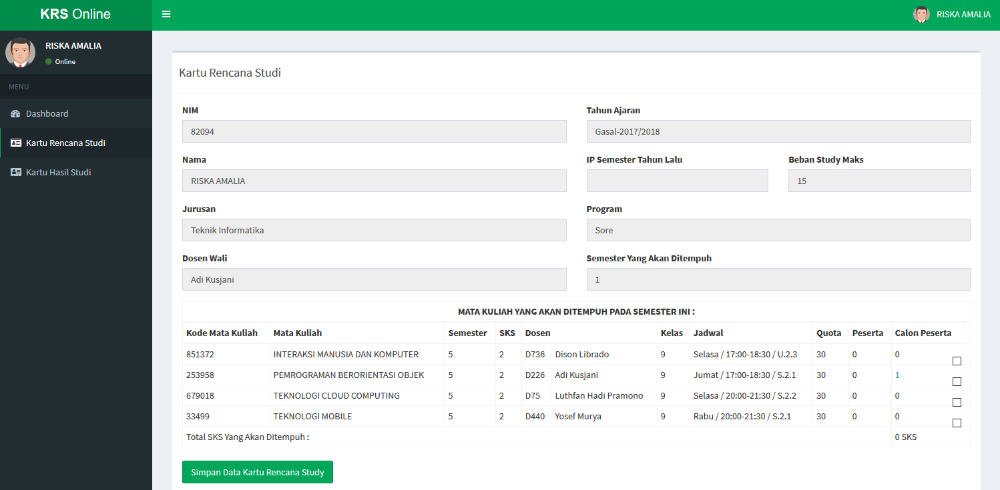 KRS Online
RISKA AMALIA
RISKA AMALIA
Online
MENU
Dashboard
Kartu Rencana Studi
Kartu Hasil Studi
Kartu Rencana Studi
NIM
82094
Tahun Ajaran
Gasal-2017/2018
Nama
RISKA AMALIA
IP Semester Tahun Lalu
Beban Study Maks
15
Jurusan
Teknik Informatika
Program
Sore
Dosen Wali
Adi Kusjani
Semester Yang Akan Ditempuh
1
MATA KULIAH YANG AKAN DITEMPUH PADA SEMESTER INI :
Kode Mata Kuliah Mata Kuliah Semester SKS Dosen Kelas Jadwal Quota Peserta Calon Peserta
851372 INTERAKSI MANUSIA DAN KOMPUTER 5 2 D736 Dison Librado 9 Selasa / 17:00-18:30 / U.2.3 30 0 0
253958 PEMROGRAMAN BERORIENTASI OBJEK 5 2 D226 Adi Kusjani 9 Jumat / 17:00-18:30 / S.2.1 30 0 1
679018 TEKNOLOGI CLOUD COMPUTING 5 2 D75 Luthfan Hadi Pramono 9 Selasa / 20:00-21:30 / S.2.2 30 0 0
33499 TEKNOLOGI MOBILE 5 2 D440 Yosef Murya 9 Rabu / 20:00-21:30 / S.2.1 30 0 0
Total SKS Yang Akan Ditempuh : 0 SKS
Simpan Data Kartu Rencana Study